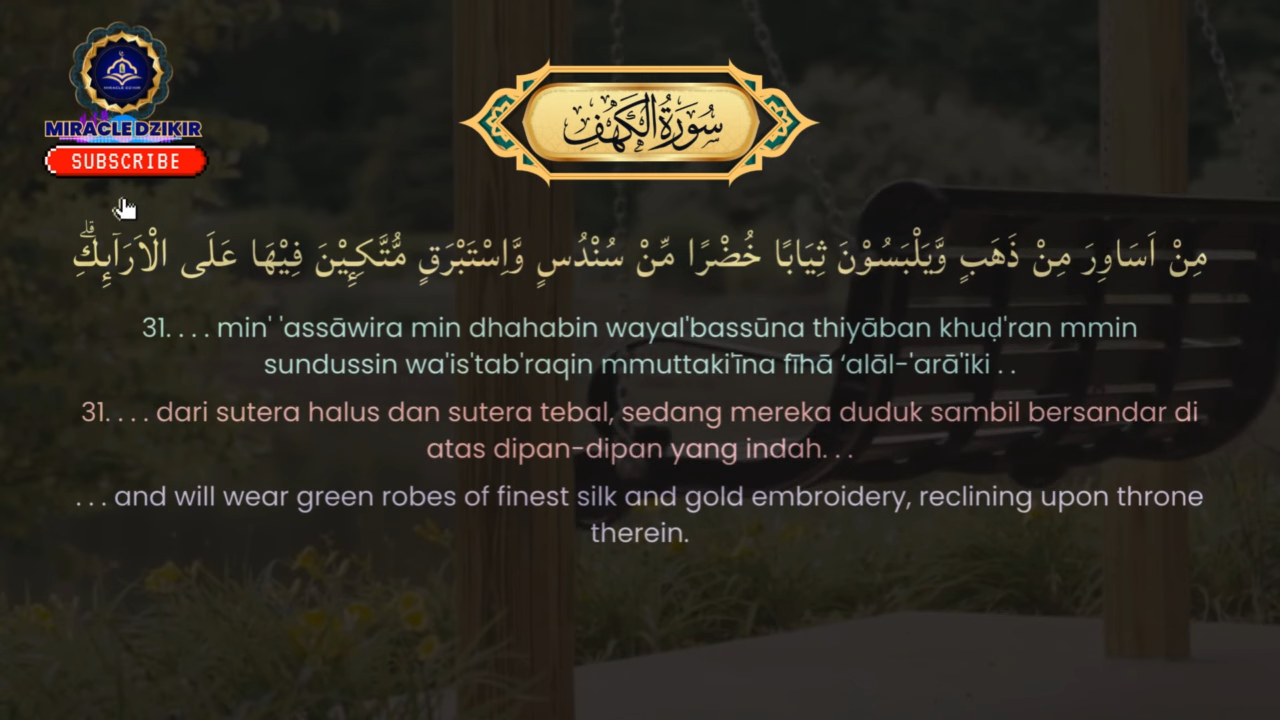 MIRACLE DZIKIR
SUBSCRIBE
سُوْرَةُ الْكَهْفِ
مِنْ اَسَاوِرَ مِنْ ذَهَبٍ وَّيَلْبَسُوْنَ ثِيَابًا خُضْرًا مِّنْ سُنْدُسٍ وَّاِسْتَبْرَقٍ مُّتَّكِـِٕيْنَ فِيْهَا عَلَى الْاَرَاۤىِٕكِۗ
31. . . . min' 'assāwira min dhahabin wayal'bassūna thiyāban khuḍ'ran mmin
sundussin wa'is'tab'raqin mmuttaki'īna fīhā ‘alāl-'arā'iki . .
31. . . . dari sutera halus dan sutera tebal, sedang mereka duduk sambil bersandar di
atas dipan-dipan yang indah. . .
. . . and will wear green robes of finest silk and gold embroidery, reclining upon throne
therein.